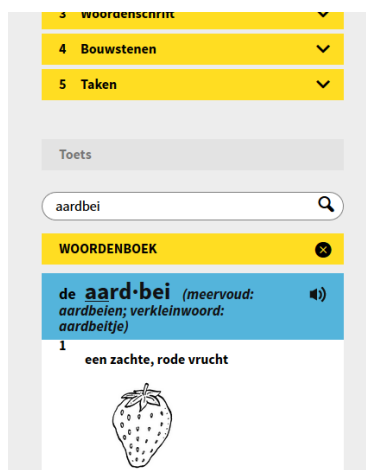 3 Woordenschrift
4 Bouwstenen
5 Taken
Toets
aardbei
WOORDENBOEK
de aard·bei (meervoud:
aardbeien; verkleinwoord:
aardbeitje)
1
een zachte, rode vrucht